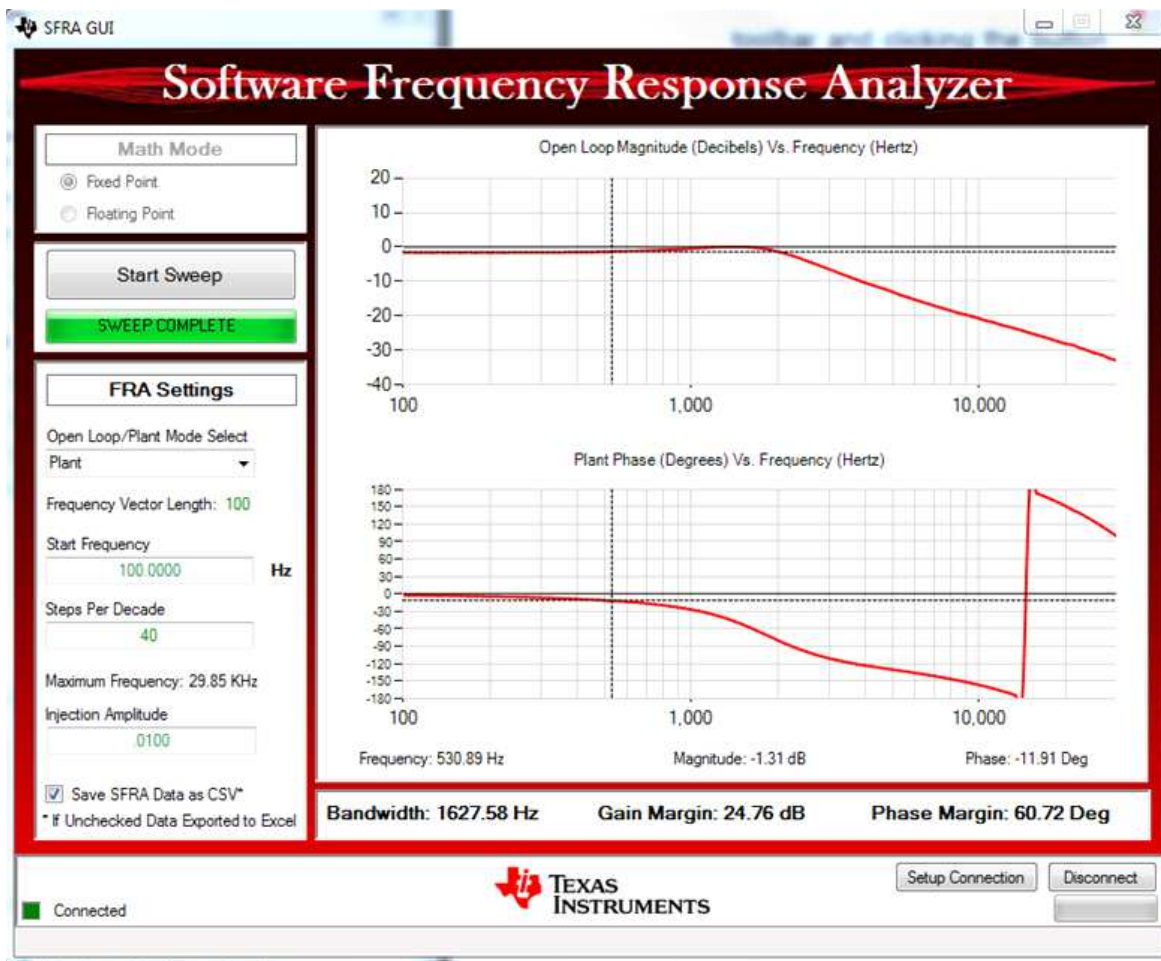 toolbar and clicking the button
SFRA GUI
Software Frequency Response Analyzer
Math Mode
Fixed Point
Floating Point
Start Sweep
SWEEP COMPLETE
FRA Settings
Open Loop/Plant Mode Select
Plant
Frequency Vector Length: 100
Start Frequency
100.0000 Hz
Steps Per Decade
40
Maximum Frequency: 29.85 KHz
Injection Amplitude
.0100
Save SFRA Data as CSV*
* If Unchecked Data Exported to Excel
Open Loop Magnitude (Decibels) Vs. Frequency (Hertz)
20
10
0
-10
-20
-30
-40
100 1,000 10,000
Plant Phase (Degrees) Vs. Frequency (Hertz)
180
150
120
90
60
30
0
-30
-60
-90
-120
-150
-180
100 1,000 10,000
Frequency: 530.89 Hz Magnitude: -1.31 dB Phase: -11.91 Deg
Bandwidth: 1627.58 Hz Gain Margin: 24.76 dB Phase Margin: 60.72 Deg
Connected
TEXAS
INSTRUMENTS
Setup Connection Disconnect